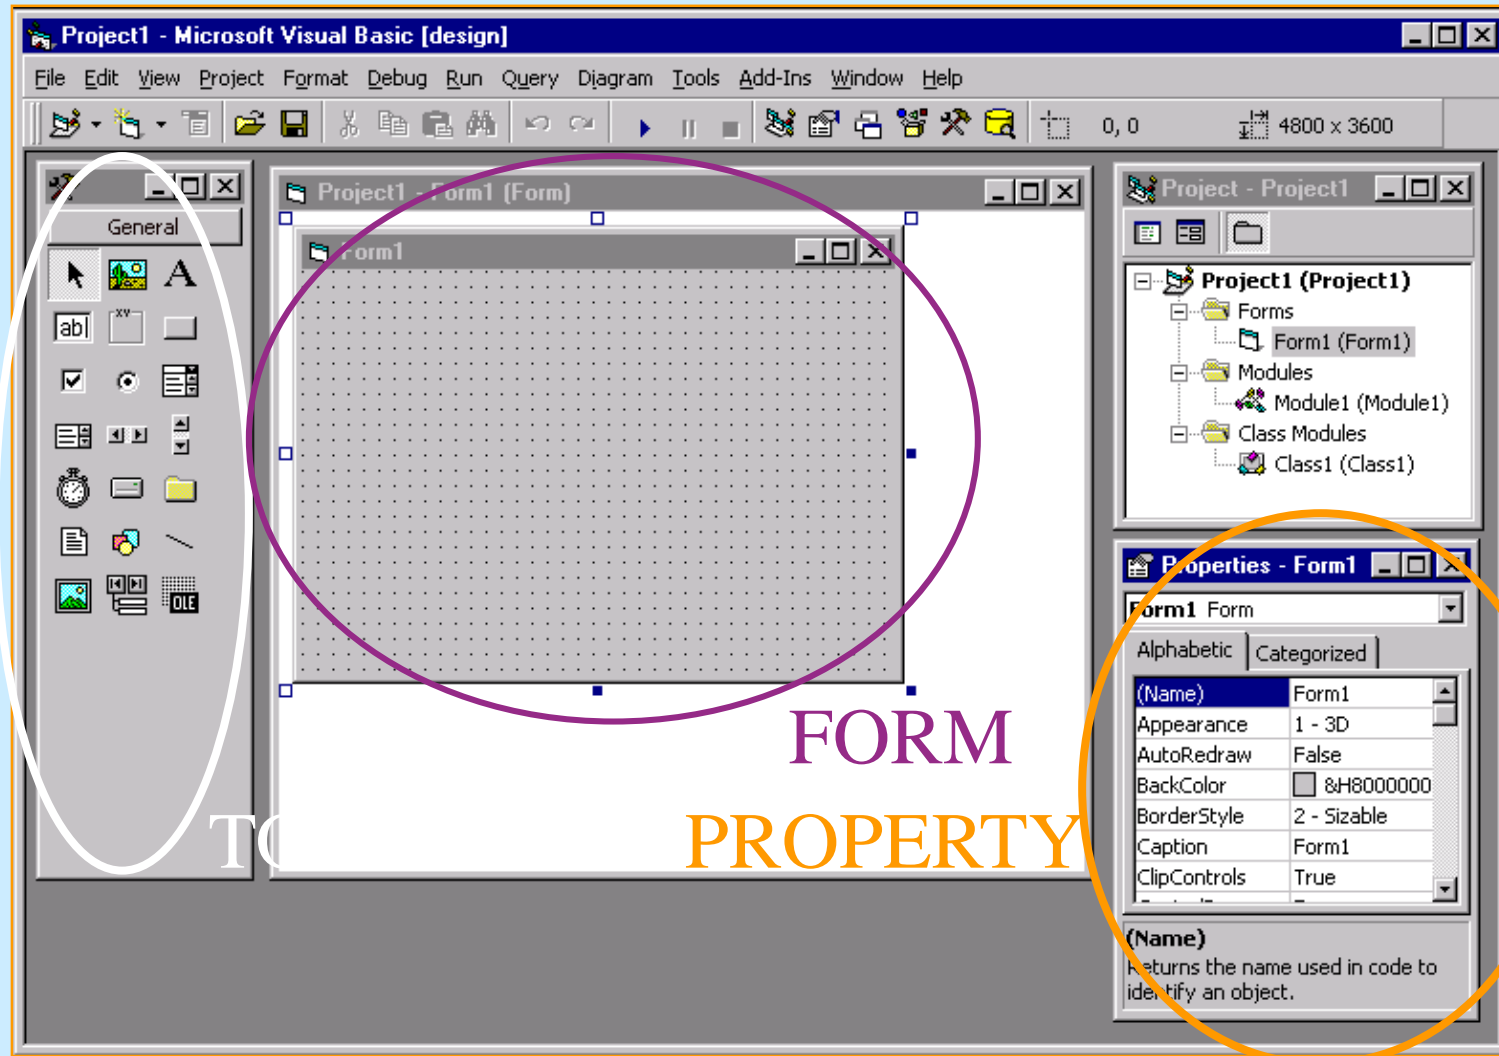 Project1 - Microsoft Visual Basic [design]
File Edit View Project Format Debug Run Query Diagram Tools Add-Ins Window Help
0, 0 4800 x 3600
General
A
abl
XY
OLE
Project1 - Form1 (Form)
Form1
Project - Project1
Project1 (Project1)
Forms
Form1 (Form1)
Modules
Module1 (Module1)
Class Modules
Class1 (Class1)
Properties - Form1
Form1 Form
Alphabetic Categorized
(Name) Form1
Appearance 1 - 3D
AutoRedraw False
BackColor &H8000000
BorderStyle 2 - Sizable
Caption Form1
ClipControls True
(Name)
Returns the name used in code to
identify an object.
FORM
PROPERTY